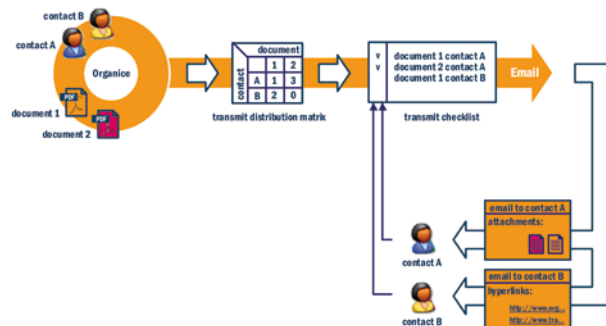 contact B
contact A
Organice
PDF
document 1
PDF
document 2
document
contact
1 2
A 1 3
B 2 0
transmit distribution matrix
v document 1 contact A
v document 2 contact A
document 1 contact B
transmit checklist
Email
email to contact A
attachments:
contact A
email to contact B
hyperlinks:
http://www.org...
http://www.tra...
contact B